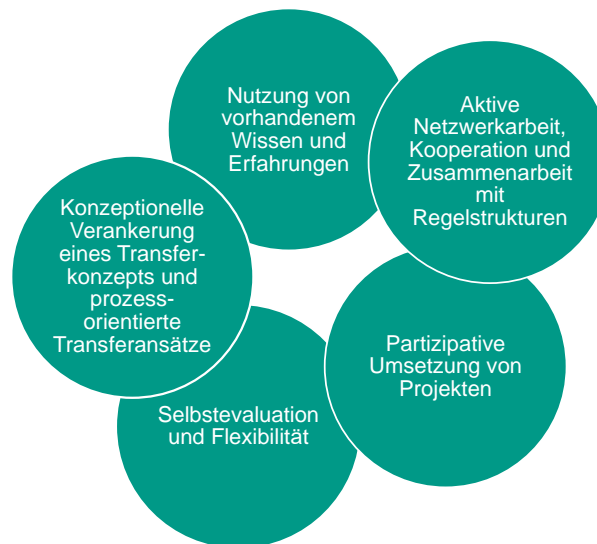 Nutzung von
vorhandenem
Wissen und
Erfahrungen
Aktive
Netzwerkarbeit,
Kooperation und
Zusammenarbeit
mit
Regelstrukturen
Partizipative
Umsetzung von
Projekten
Selbstevaluation
und Flexibilität
Konzeptionelle
Verankerung
eines Transfer-
konzepts und
prozess-
orientierte
Transferansätze